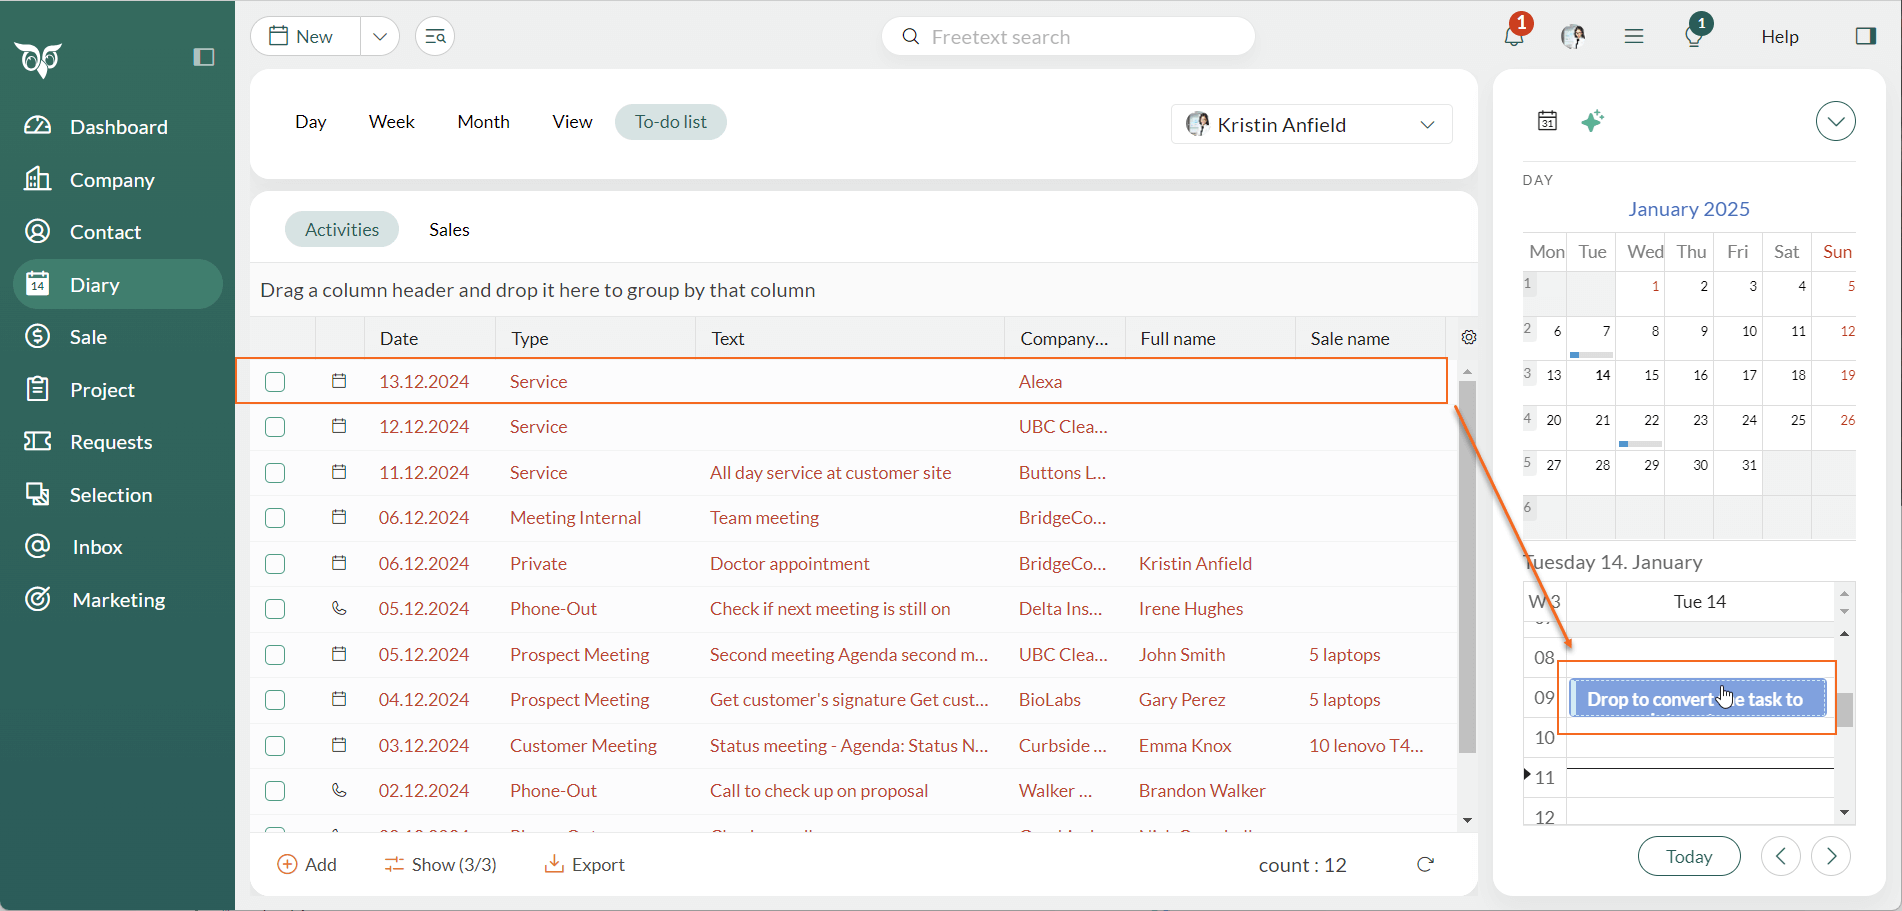 New
Freetext search
1
1
Help
Dashboard
Company
Contact
14
Diary
Sale
Project
Requests
Selection
Inbox
Marketing
Day Week Month View To-do list
Kristin Anfield
Activities Sales
Drag a column header and drop it here to group by that column
Date Type Text Company... Full name Sale name
13.12.2024 Service Alexa
12.12.2024 Service UBC Clea...
11.12.2024 Service All day service at customer site Buttons L...
06.12.2024 Meeting Internal Team meeting BridgeCo...
06.12.2024 Private Doctor appointment BridgeCo... Kristin Anfield
05.12.2024 Phone-Out Check if next meeting is still on Delta Ins... Irene Hughes
05.12.2024 Prospect Meeting Second meeting Agenda second m... UBC Clea... John Smith 5 laptops
04.12.2024 Prospect Meeting Get customer's signature Get cust... BioLabs Gary Perez 5 laptops
03.12.2024 Customer Meeting Status meeting - Agenda: Status N... Curbside ... Emma Knox 10 lenovo T4...
02.12.2024 Phone-Out Call to check up on proposal Walker ... Brandon Walker
Add Show (3/3) Export count : 12
31
DAY
January 2025
Mon Tue Wed Thu Fri Sat Sun
1 1 2 3 4 5
2 6 7 8 9 10 11 12
3 13 14 15 16 17 18 19
4 20 21 22 23 24 25 26
5 27 28 29 30 31
6
Tuesday 14. January
W 3 Tue 14
08
09 Drop to convert task to
10
11
12
Today